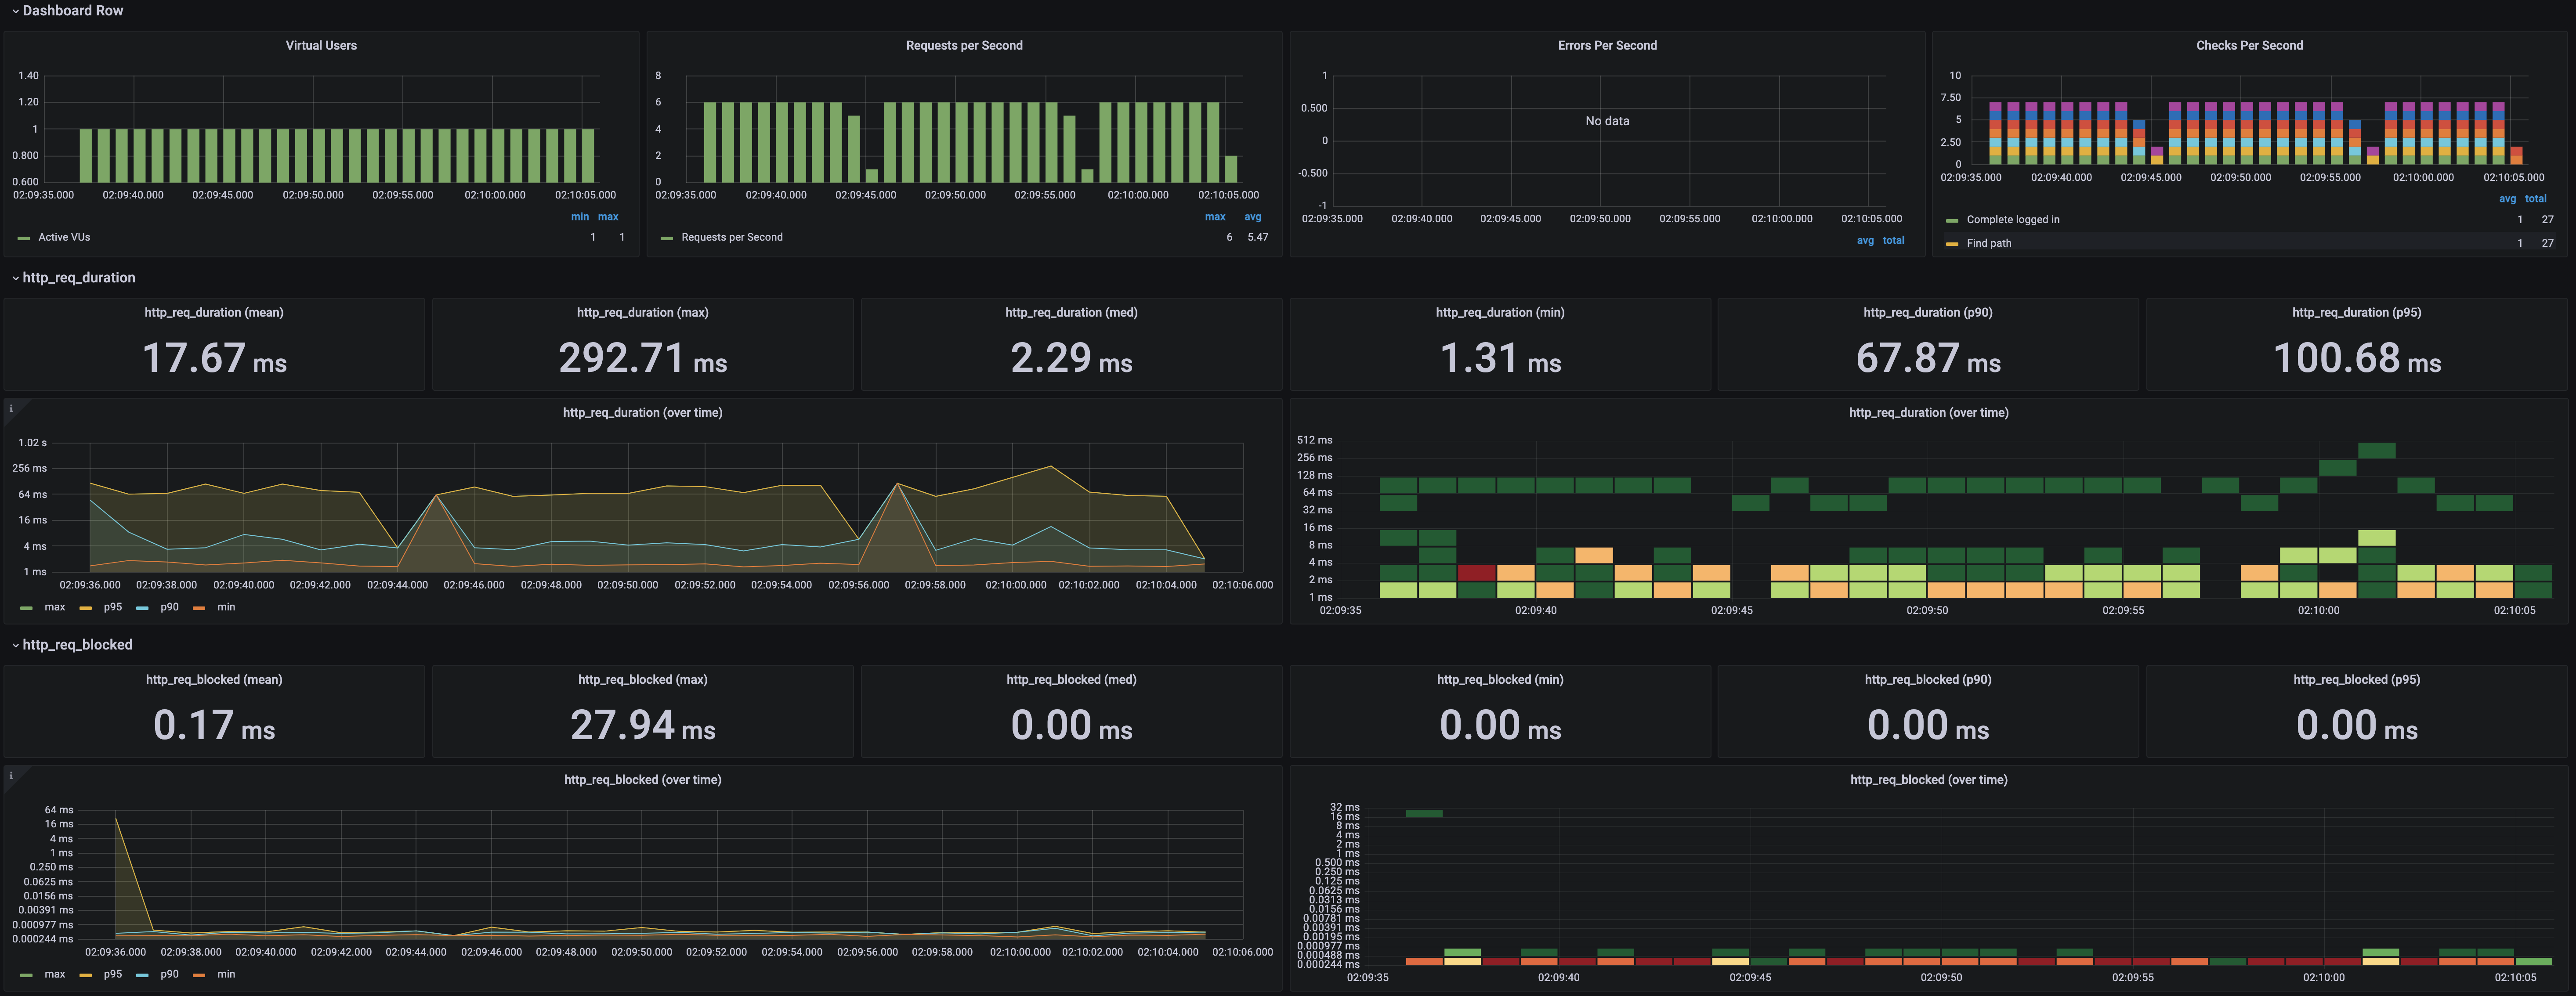 Dashboard Row
Virtual Users
1.40
1.20
1
0.800
0.600
02:09:35.000 02:09:40.000 02:09:45.000 02:09:50.000 02:09:55.000 02:10:00.000 02:10:05.000
min max
Active VUs 1 1
Requests per Second
8
6
4
2
0
02:09:35.000 02:09:40.000 02:09:45.000 02:09:50.000 02:09:55.000 02:10:00.000 02:10:05.000
max avg
Requests per Second 6 5.47
Errors Per Second
1
0.500
0
-0.500
-1
No data
02:09:35.000 02:09:40.000 02:09:45.000 02:09:50.000 02:09:55.000 02:10:00.000 02:10:05.000
avg total
Checks Per Second
10
7.50
5
2.50
0
02:09:35.000 02:09:40.000 02:09:45.000 02:09:50.000 02:09:55.000 02:10:00.000 02:10:05.000
avg total
Complete logged in 1 27
Find path 1 27
http_req_duration
http_req_duration (mean)
17.67 ms
http_req_duration (max)
292.71 ms
http_req_duration (med)
2.29 ms
http_req_duration (min)
1.31 ms
http_req_duration (p90)
67.87 ms
http_req_duration (p95)
100.68 ms
i
http_req_duration (over time)
1.02 s
256 ms
64 ms
16 ms
4 ms
1 ms
02:09:36.000 02:09:38.000 02:09:40.000 02:09:42.000 02:09:44.000 02:09:46.000 02:09:48.000 02:09:50.000 02:09:52.000 02:09:54.000 02:09:56.000 02:09:58.000 02:10:00.000 02:10:02.000 02:10:04.000 02:10:06.000
max p95 p90 min
http_req_duration (over time)
512 ms
256 ms
128 ms
64 ms
32 ms
16 ms
8 ms
4 ms
2 ms
1 ms
02:09:35 02:09:40 02:09:45 02:09:50 02:09:55 02:10:00 02:10:05
http_req_blocked
http_req_blocked (mean)
0.17 ms
http_req_blocked (max)
27.94 ms
http_req_blocked (med)
0.00 ms
http_req_blocked (min)
0.00 ms
http_req_blocked (p90)
0.00 ms
http_req_blocked (p95)
0.00 ms
i
http_req_blocked (over time)
64 ms
16 ms
4 ms
1 ms
0.250 ms
0.0625 ms
0.0156 ms
0.00391 ms
0.000977 ms
0.000244 ms
02:09:36.000 02:09:38.000 02:09:40.000 02:09:42.000 02:09:44.000 02:09:46.000 02:09:48.000 02:09:50.000 02:09:52.000 02:09:54.000 02:09:56.000 02:09:58.000 02:10:00.000 02:10:02.000 02:10:04.000 02:10:06.000
max p95 p90 min
http_req_blocked (over time)
32 ms
16 ms
8 ms
4 ms
2 ms
1 ms
0.500 ms
0.250 ms
0.125 ms
0.0625 ms
0.0313 ms
0.0156 ms
0.00781 ms
0.00391 ms
0.00195 ms
0.000977 ms
0.000488 ms
0.000244 ms
02:09:35 02:09:40 02:09:45 02:09:50 02:09:55 02:10:00 02:10:05